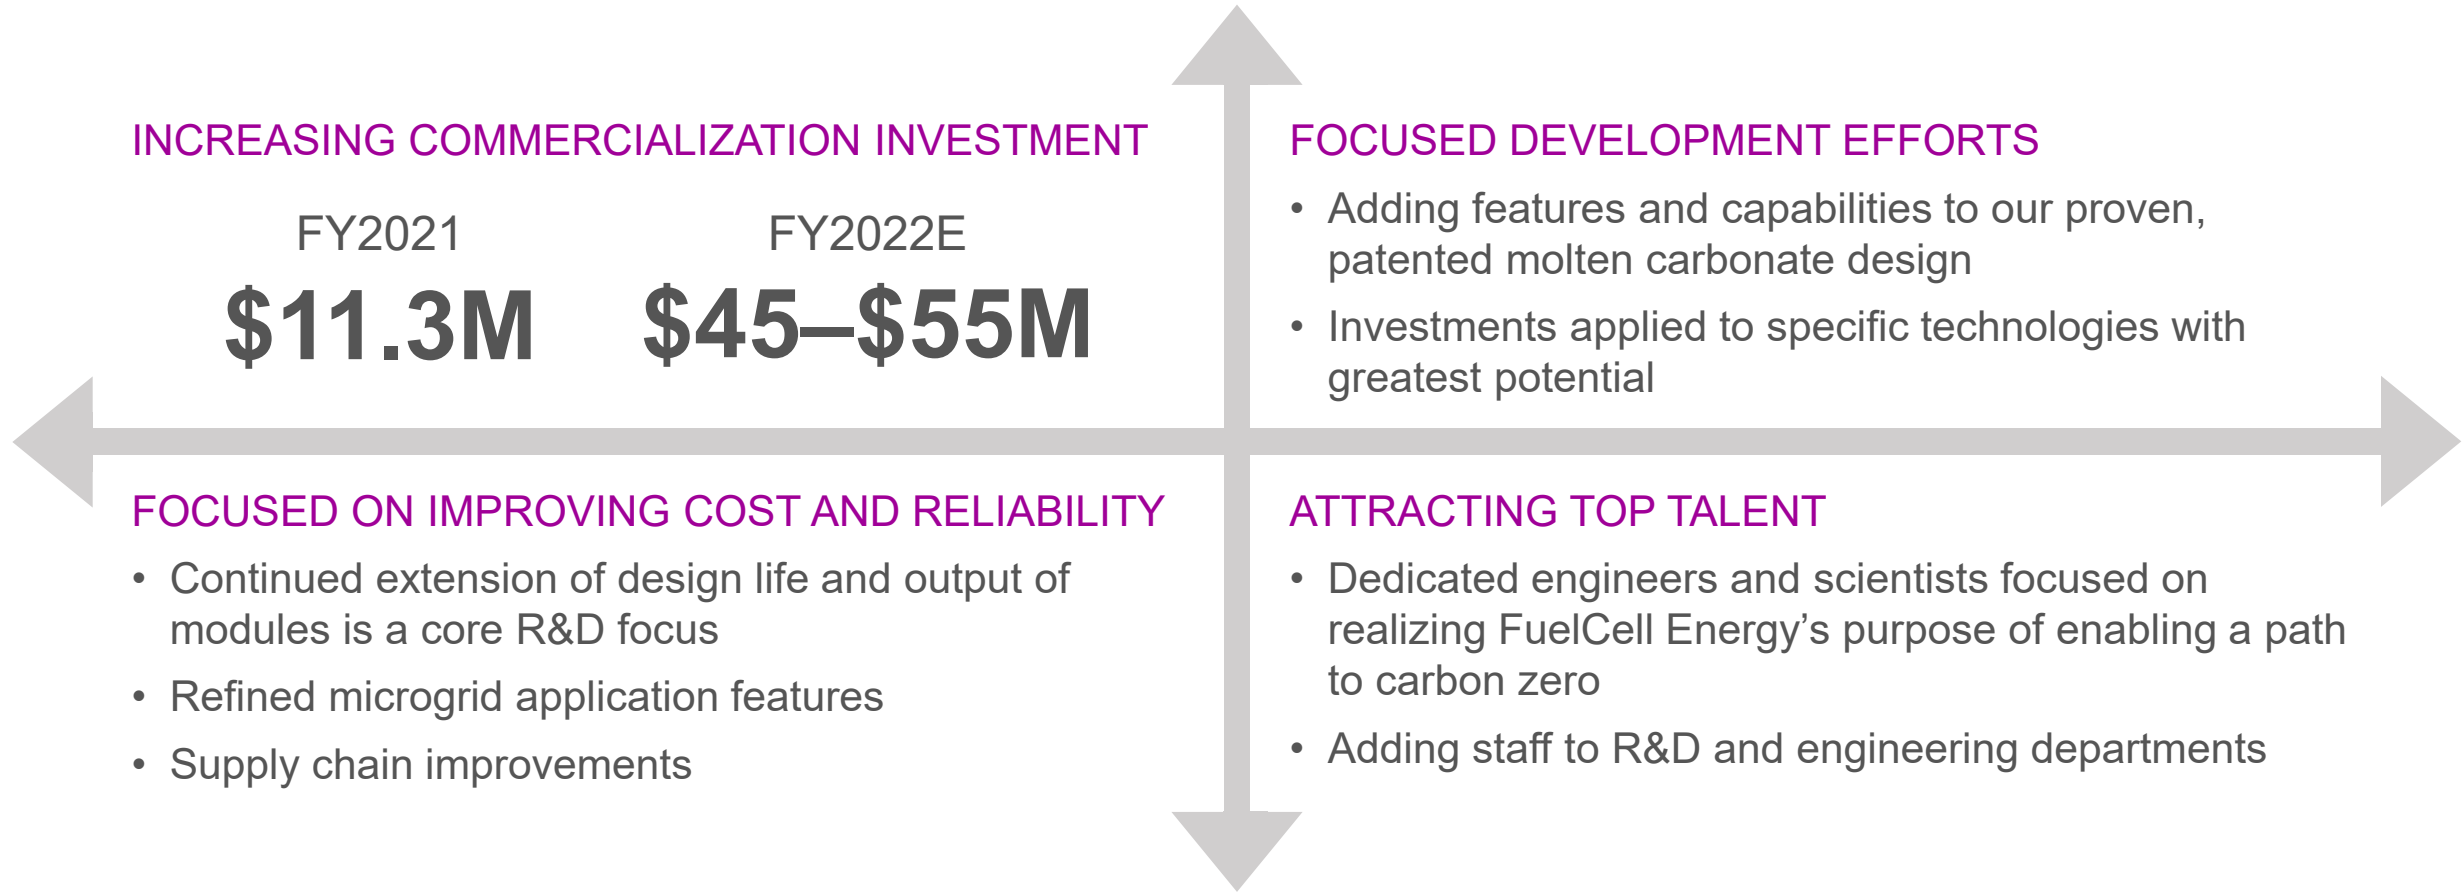 INCREASING COMMERCIALIZATION INVESTMENT
FY2021
FY2022E
$11.3M
$45–$55M
FOCUSED DEVELOPMENT EFFORTS
• Adding features and capabilities to our proven,
patented molten carbonate design
• Investments applied to specific technologies with
greatest potential
FOCUSED ON IMPROVING COST AND RELIABILITY
• Continued extension of design life and output of
modules is a core R&D focus
• Refined microgrid application features
• Supply chain improvements
ATTRACTING TOP TALENT
• Dedicated engineers and scientists focused on
realizing FuelCell Energy’s purpose of enabling a path
to carbon zero
• Adding staff to R&D and engineering departments